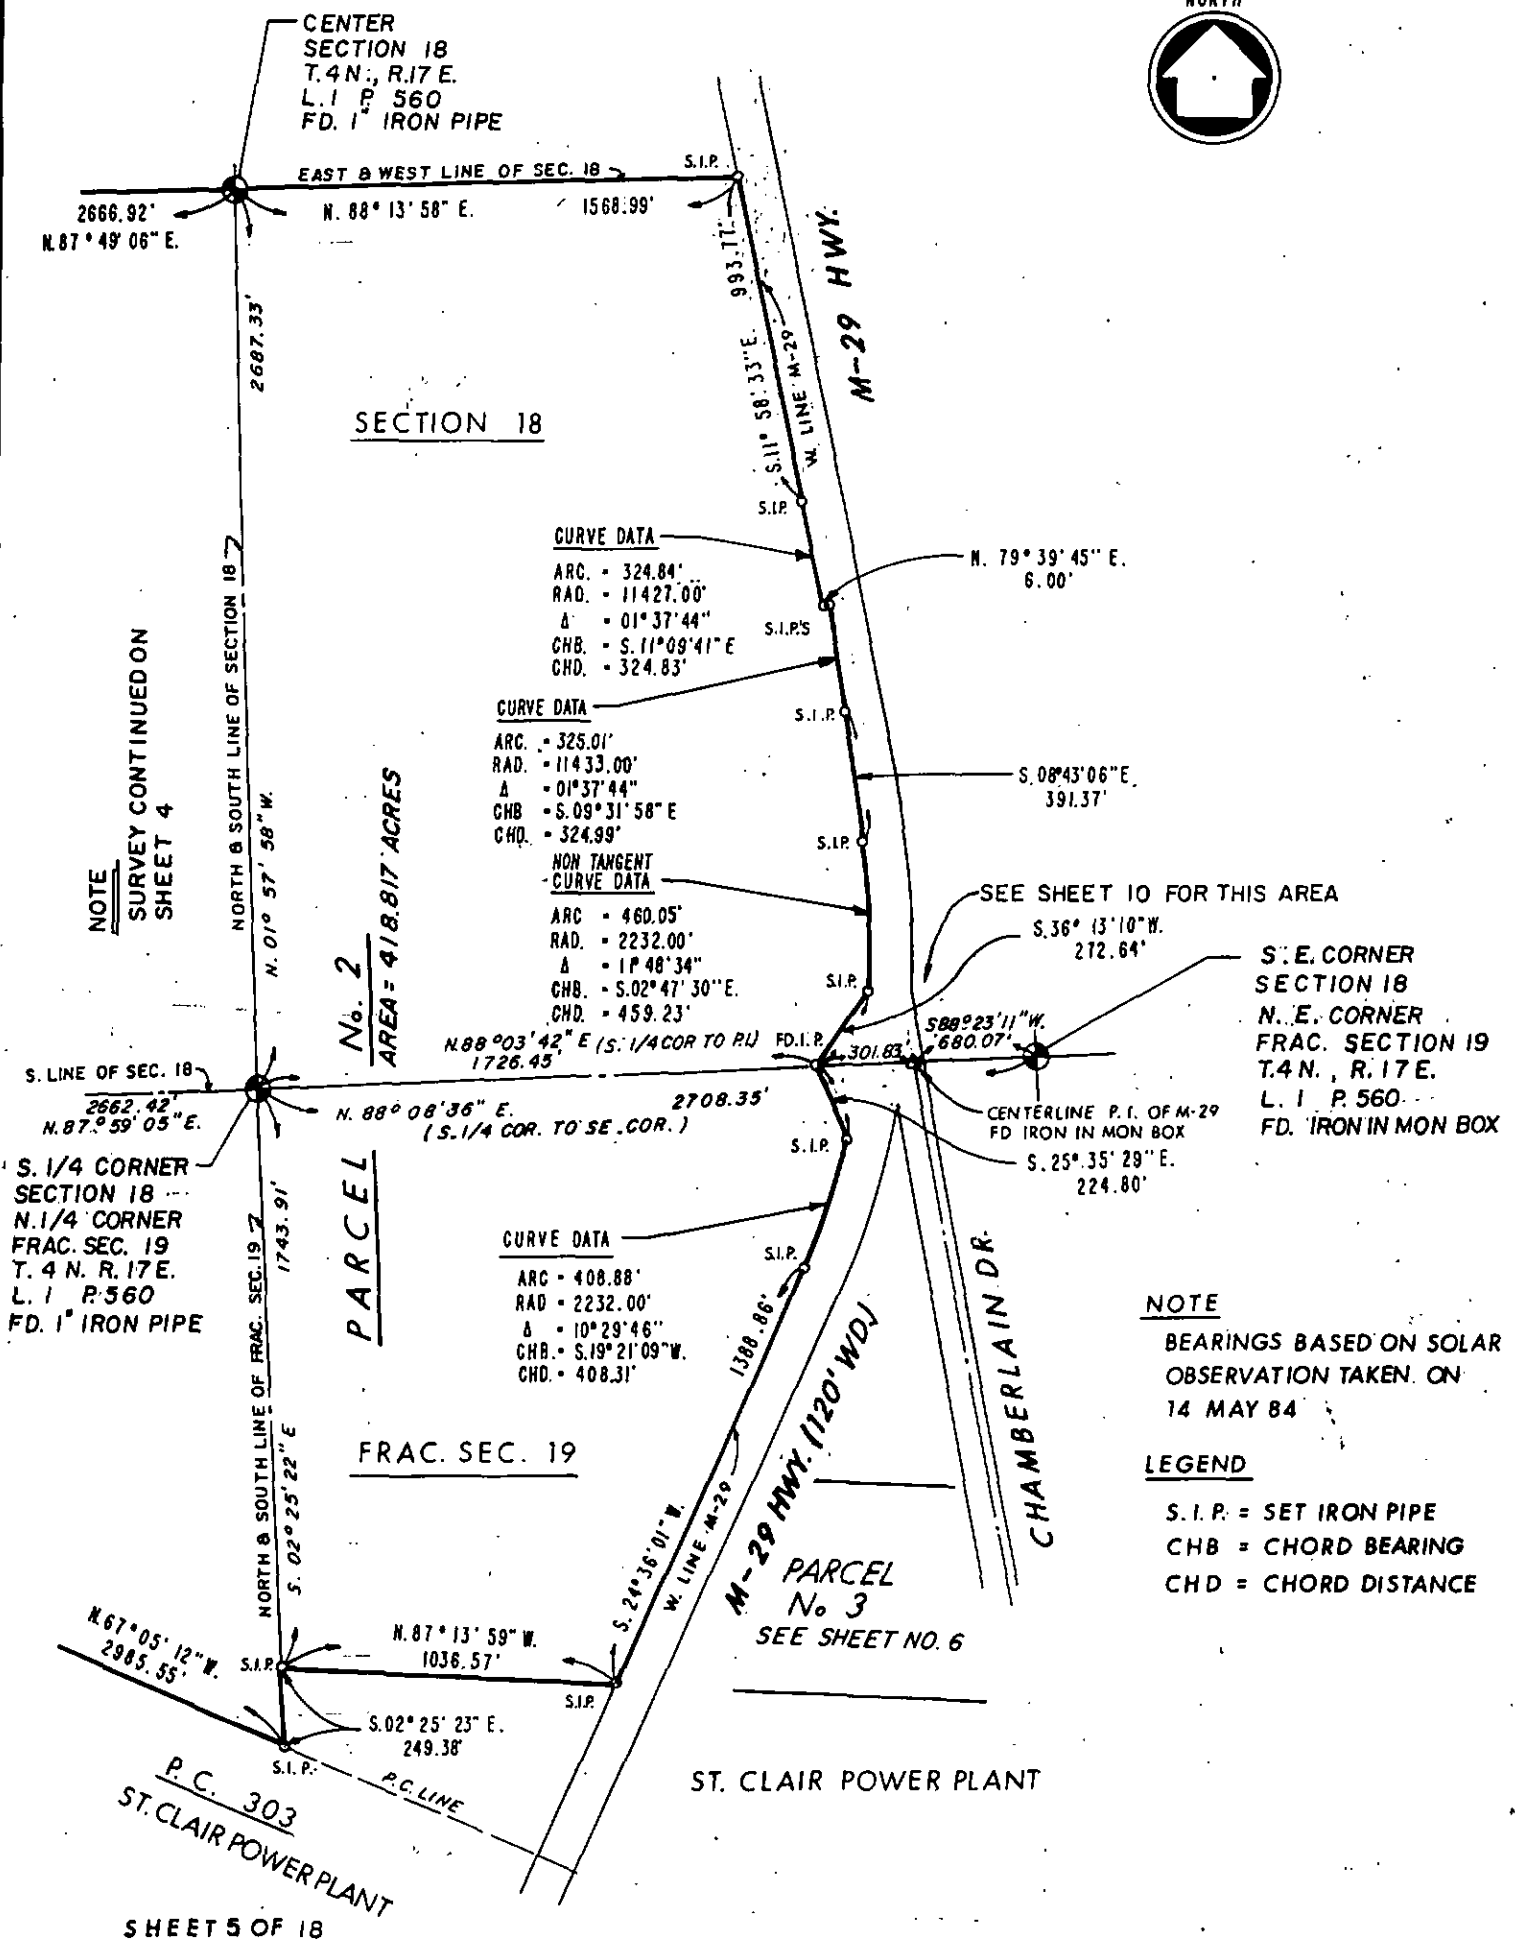 NORTH
CENTER
SECTION 18
T.4N., R.17E.
L.1 P. 560
FD. 1" IRON PIPE
EAST & WEST LINE OF SEC. 18
S.I.P.
2666.92'
N. 87° 49' 06" E.
N. 88° 13' 58" E.
1568.99'
993.77'
S. 11° 58' 33" E.
W. LINE M-29
M-29 HWY.
2687.33'
SECTION 18
S.I.P.
CURVE DATA
ARC. = 324.84'
RAD. = 11427.00'
Δ = 01° 37' 44"
CHB. = S. 11° 09' 41" E
CHD. = 324.83'
N. 79° 39' 45" E.
6.00'
S.I.P.'S
NORTH & SOUTH LINE OF SECTION 18
N. 01° 57' 58" W.
NOTE
SURVEY CONTINUED ON
SHEET 4
CURVE DATA
ARC. = 325.01'
RAD. = 11433.00'
Δ = 01° 37' 44"
CHB = S. 09° 31' 58" E
CHD. = 324.99'
S.I.P.
S. 08° 43' 06" E.
391.37'
S.I.P.
NON TANGENT
CURVE DATA
ARC = 460.05'
RAD. = 2232.00'
Δ = 11° 48' 34"
CHB. = S. 02° 47' 30" E.
CHD. = 459.23'
SEE SHEET 10 FOR THIS AREA
S. 36° 13' 10" W.
272.64'
S.I.P.
S. E. CORNER
SECTION 18
N. E. CORNER
FRAC. SECTION 19
T.4N., R. 17E.
L. 1 P. 560
FD. IRON IN MON BOX
PARCEL No. 2
AREA = 418.817 ACRES
N. 88° 03' 42" E (S. 1/4 COR TO P.I.)
1726.45'
FD. I. P.
301.83'
S 88° 23' 11" W.
680.07'
S. LINE OF SEC. 18
2662.42'
N. 87° 59' 05" E.
N. 88° 08' 36" E.
2708.35'
(S. 1/4 COR. TO SE. COR.)
CENTERLINE P. I. OF M-29
FD IRON IN MON BOX
S. 25° 35' 29" E.
224.80'
S.I.P.
S. 1/4 CORNER
SECTION 18
N. 1/4 CORNER
FRAC. SEC. 19
T. 4 N. R. 17E.
L. 1 P. 560
FD. 1" IRON PIPE
1743.91'
NORTH & SOUTH LINE OF FRAC. SEC. 19
S. 02° 25' 22" E
CURVE DATA
ARC = 408.88'
RAD = 2232.00'
Δ = 10° 29' 46"
CHB. = S. 19° 21' 09" W.
CHD. = 408.31'
S.I.P.
1388.86'
S. 24° 36' 01" W.
W. LINE M-29
M-29 HWY. (120' WD.)
CHAMBERLAIN DR.
NOTE
BEARINGS BASED ON SOLAR
OBSERVATION TAKEN ON
14 MAY 84
LEGEND
S. I. P. = SET IRON PIPE
CHB = CHORD BEARING
CHD = CHORD DISTANCE
FRAC. SEC. 19
PARCEL
No 3
SEE SHEET NO. 6
N. 67° 05' 12" W.
2985.55'
S.I.P.
N. 87° 13' 59" W.
1036.57'
S.I.P.
S. 02° 25' 23" E.
249.38'
S.I.P.
P.C. LINE
P. C. 303
ST. CLAIR POWER PLANT
ST. CLAIR POWER PLANT
SHEET 5 OF 18